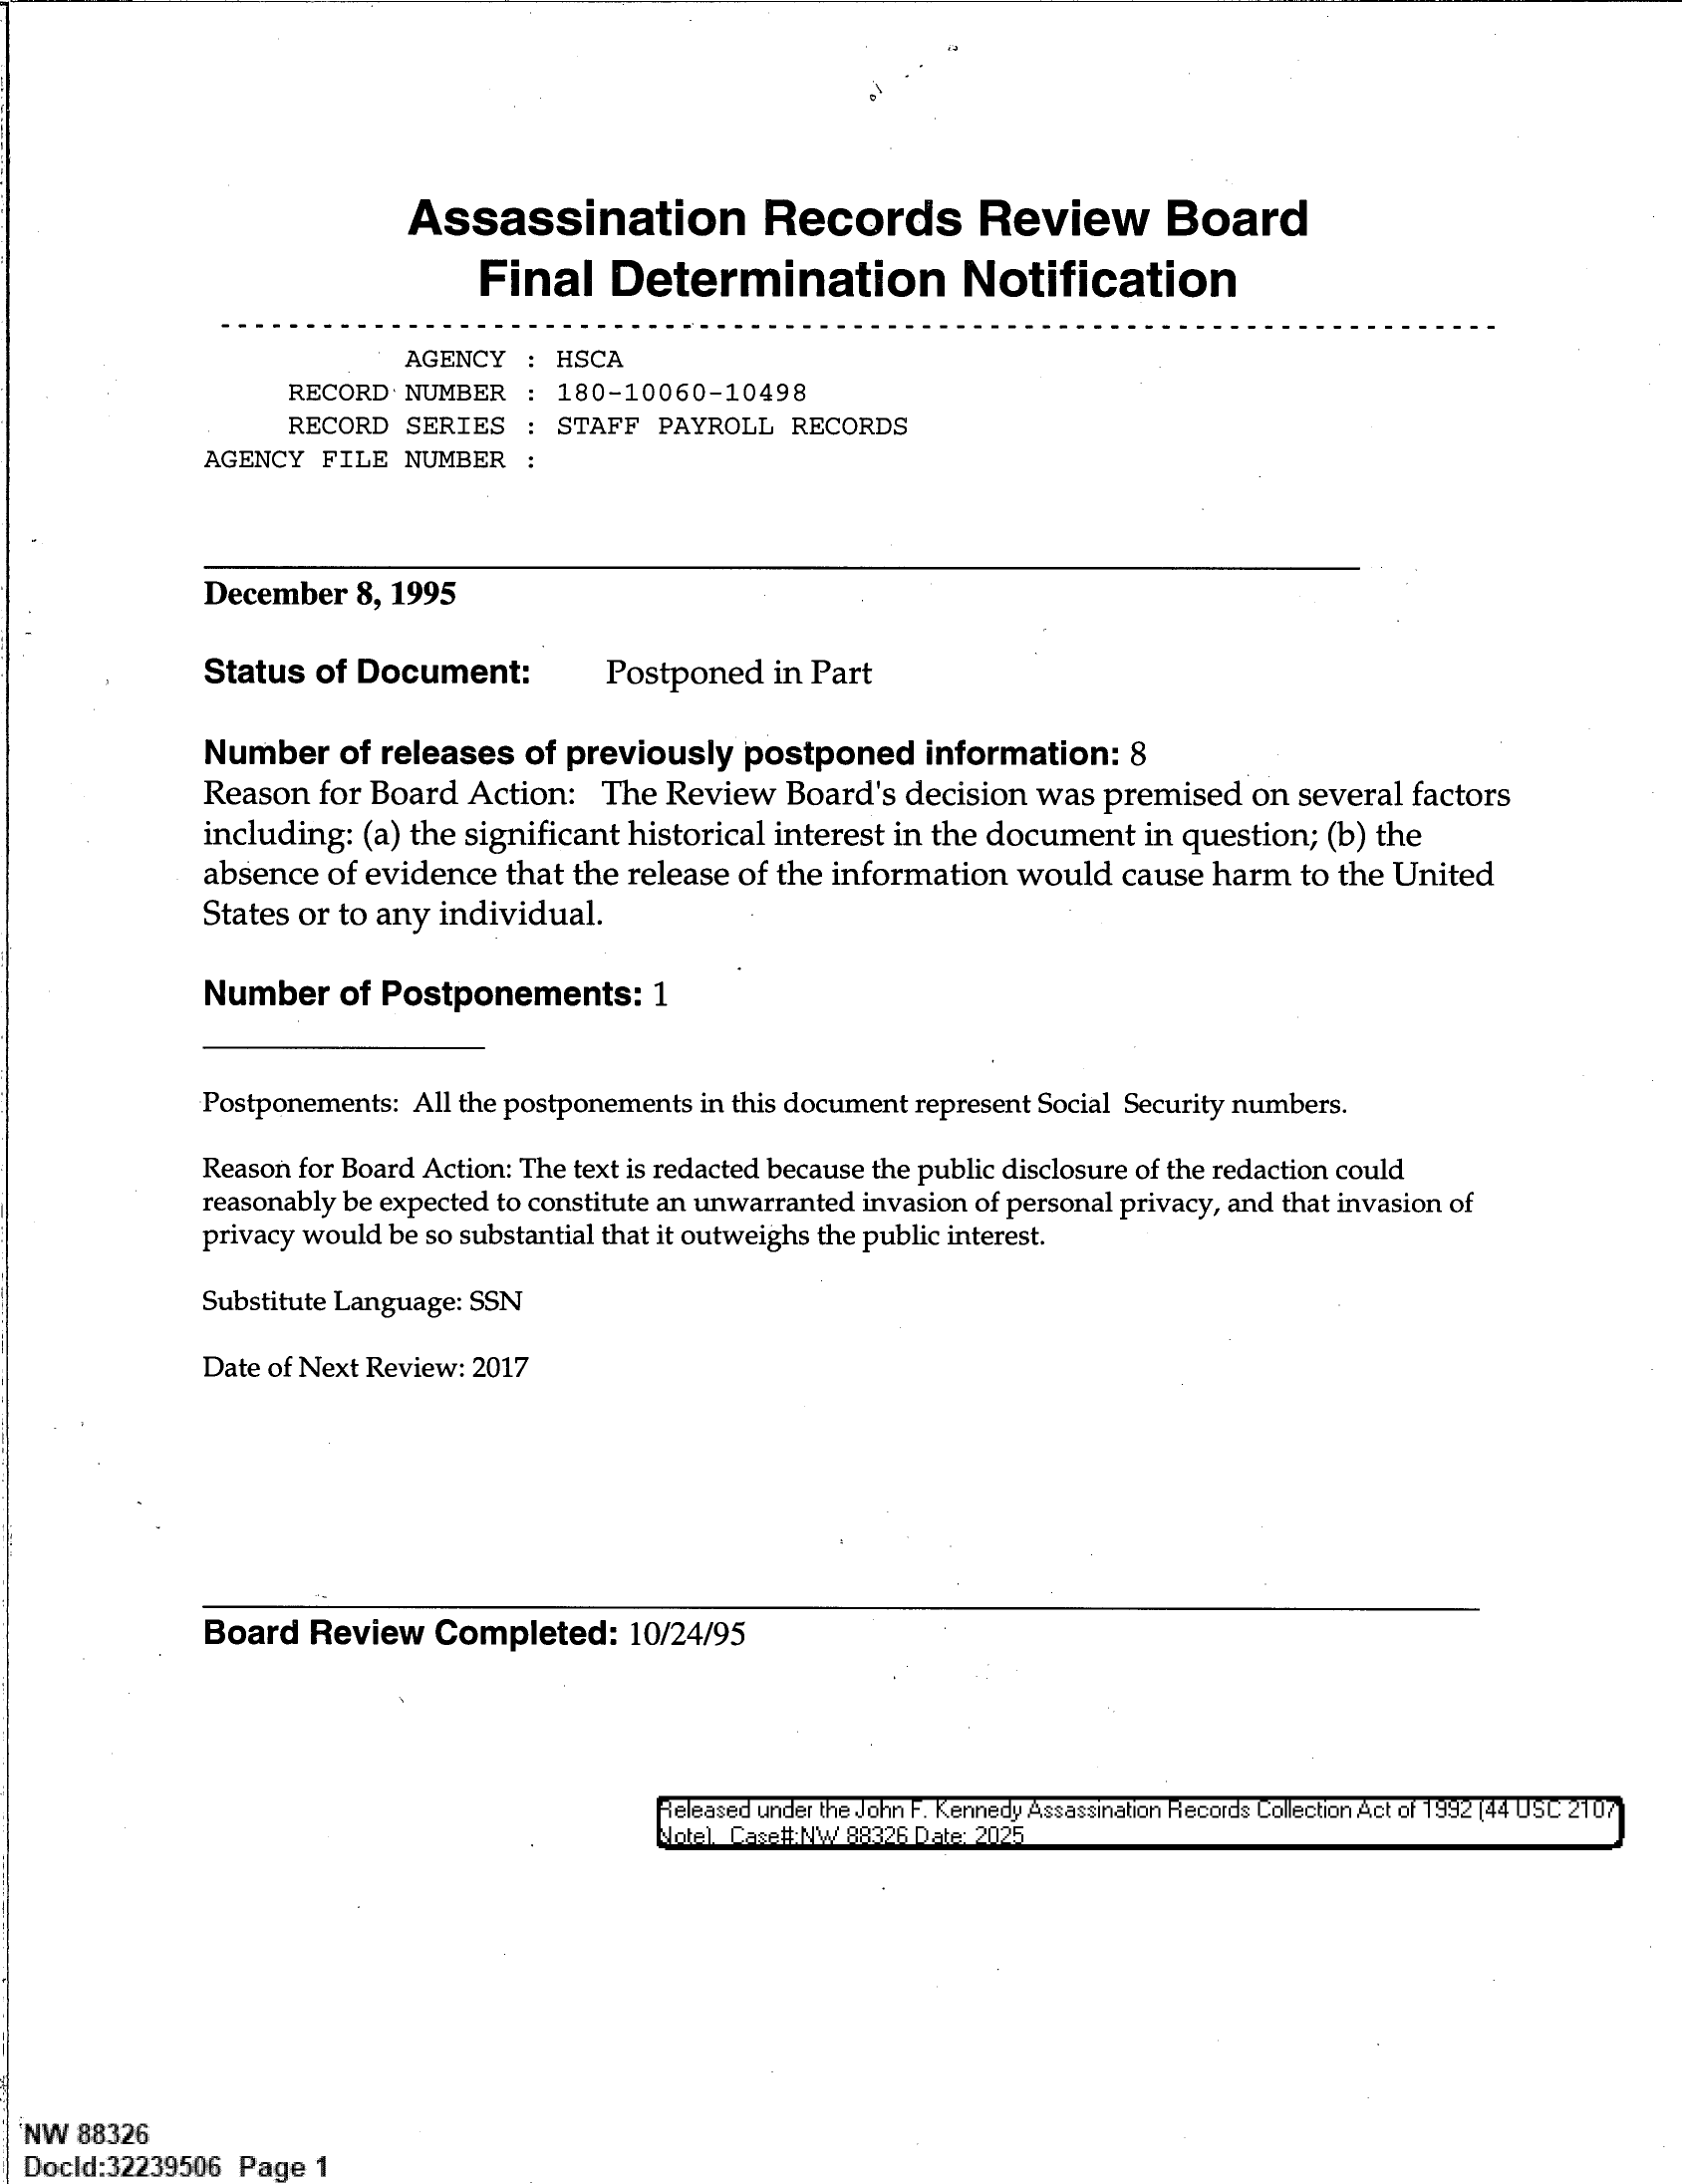 Assassination Records Review Board
Final Determination Notification
AGENCY : HSCA
RECORD NUMBER : 180-10060-10498
RECORD SERIES : STAFF PAYROLL RECORDS
AGENCY FILE NUMBER :
December 8, 1995
Status of Document: Postponed in Part
Number of releases of previously postponed information: 8
Reason for Board Action: The Review Board's decision was premised on several factors
including: (a) the significant historical interest in the document in question; (b) the
absence of evidence that the release of the information would cause harm to the United
States or to any individual.
Number of Postponements: 1
Postponements: All the postponements in this document represent Social Security numbers.
Reason for Board Action: The text is redacted because the public disclosure of the redaction could
reasonably be expected to constitute an unwarranted invasion of personal privacy, and that invasion of
privacy would be so substantial that it outweighs the public interest.
Substitute Language: SSN
Date of Next Review: 2017
Board Review Completed: 10/24/95
Released under the John F. Kennedy Assassination Records Collection Act of 1992 (44 USC 2107
Note). Case#:NW 88326 Date: 2025
NW 88326
DocId:32239506 Page 1